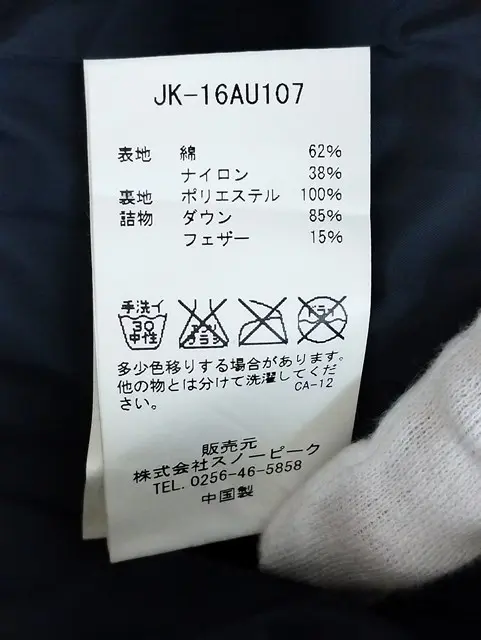 JK-16AU107
表地 綿 62%
ナイロン 38%
裏地 ポリエステル 100%
詰物 ダウン 85%
フェザー 15%
手洗イ
30
中性
エンソ
サラシ
ドライ
多少色移りする場合があります。
他の物とは分けて洗濯してくだ
さい。
CA-12
販売元
株式会社スノーピーク
TEL. 0256-46-5858
中国製